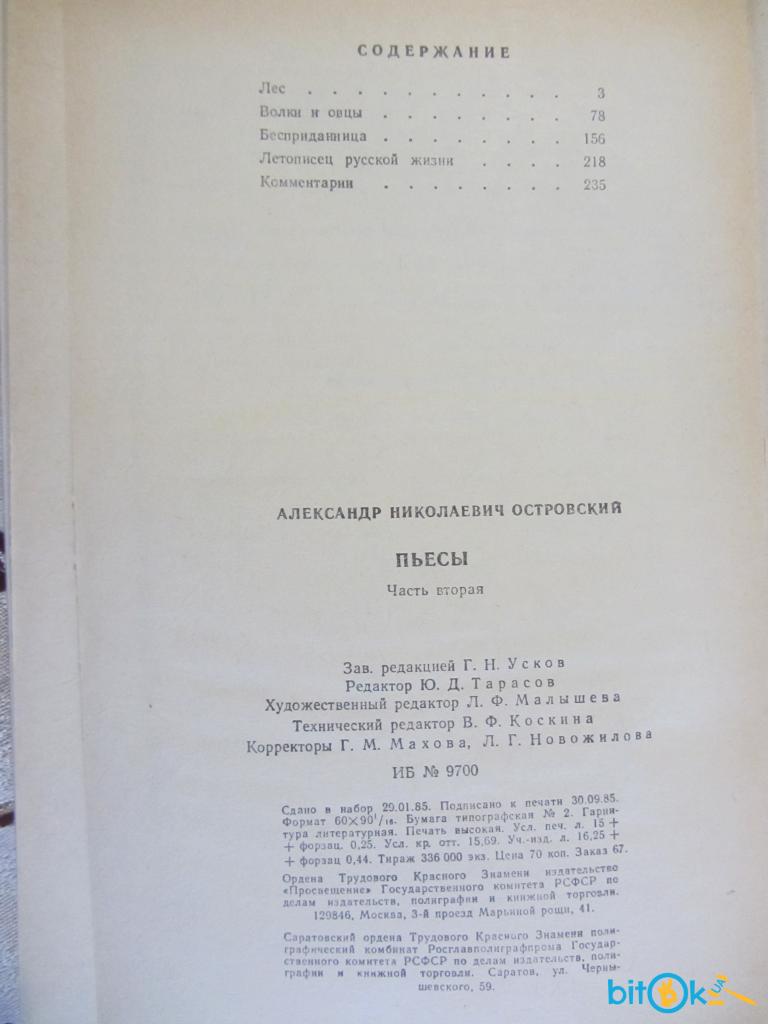 СОДЕРЖАНИЕ
Лес . . . . . . . . . . . 3
Волки и овцы . . . . . . . . 78
Бесприданница . . . . . . . . 156
Летописец русской жизни . . . . 218
Комментарии . . . . . . . . 235
АЛЕКСАНДР НИКОЛАЕВИЧ ОСТРОВСКИЙ
ПЬЕСЫ
Часть вторая
Зав. редакцией Г. Н. Усков
Редактор Ю. Д. Тарасов
Художественный редактор Л. Ф. Малышева
Технический редактор В. Ф. Коскина
Корректоры Г. М. Махова, Л. Г. Новожилова
ИБ № 9700
Сдано в набор 29.01.85. Подписано к печати 30.09.85.
Формат 60×90¹/₁₆. Бумага типографская № 2. Гарни-
тура литературная. Печать высокая. Усл. печ. л. 15 +
+ форзац. 0,25. Усл. кр. отт. 15,69. Уч.-изд. л. 16,25 +
+ форзац 0,44. Тираж 336 000 экз. Цена 70 коп. Заказ 67.
Ордена Трудового Красного Знамени издательство
«Просвещение» Государственного комитета РСФСР по
делам издательств, полиграфии и книжной торговли.
129846, Москва, 3-й проезд Марьиной рощи, 41.
Саратовский ордена Трудового Красного Знамени поли-
графический комбинат Росглавполиграфпрома Государ-
ственного комитета РСФСР по делам издательств, поли-
графии и книжной торговли. Саратов, ул. Черны-
шевского, 59.
bitok.UA